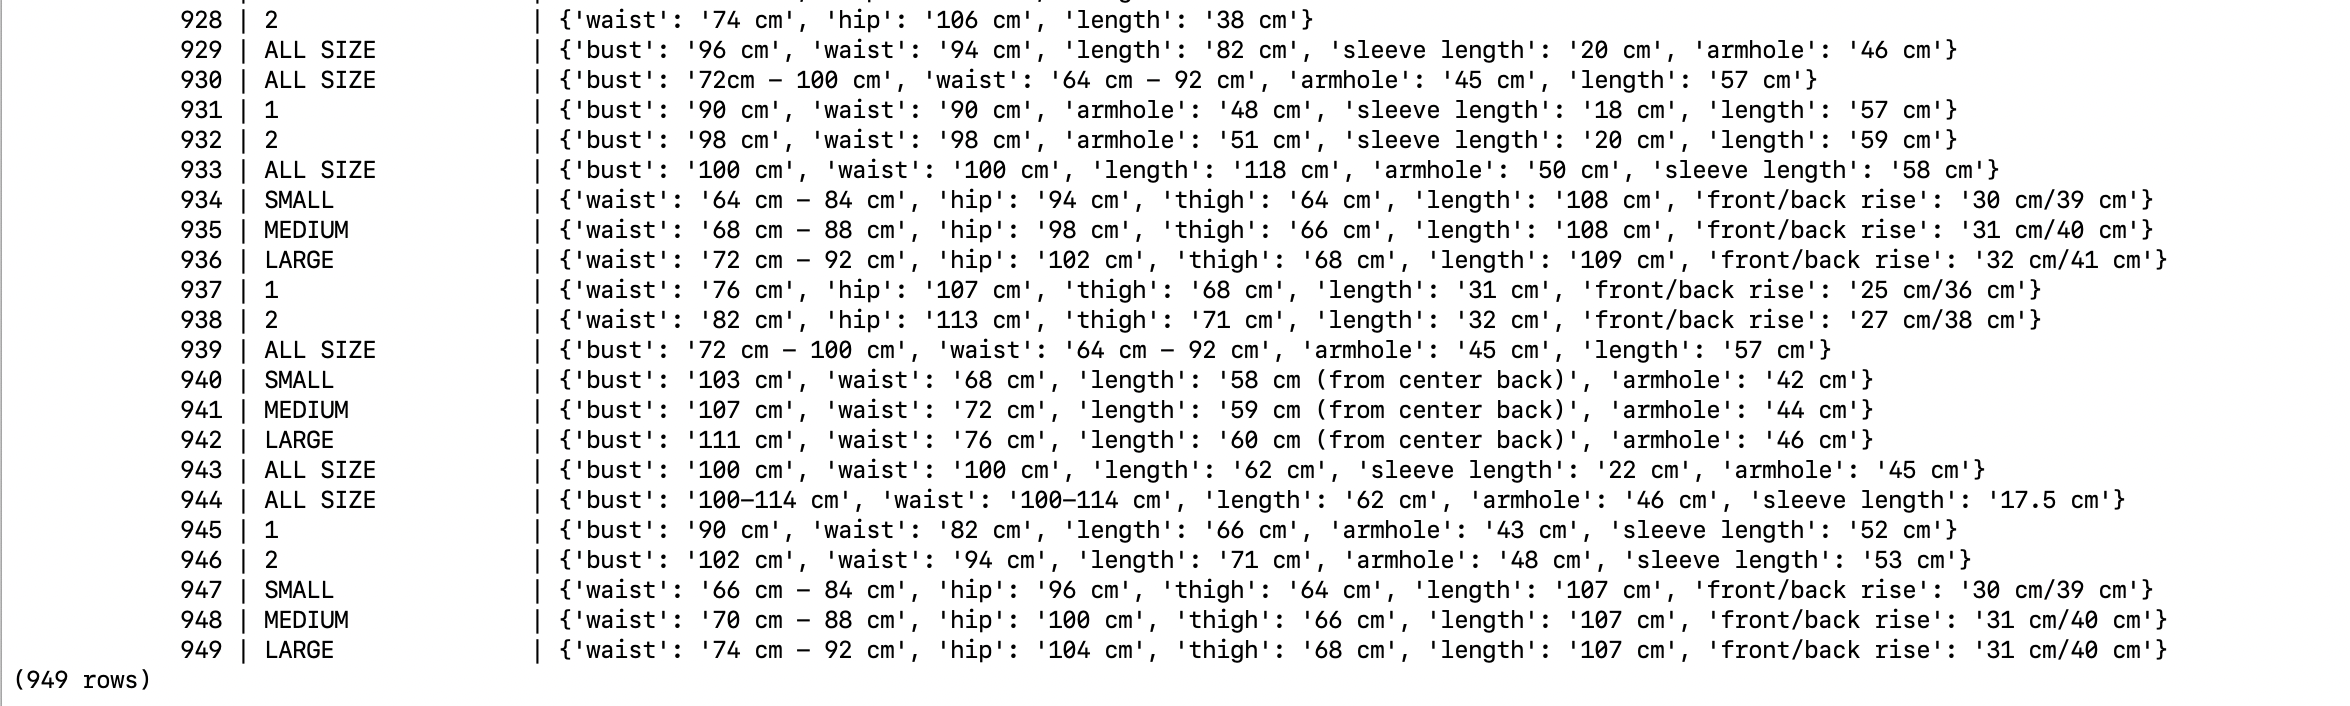 928 | 2 | {'waist': '74 cm', 'hip': '106 cm', 'length': '38 cm'}
929 | ALL SIZE | {'bust': '96 cm', 'waist': '94 cm', 'length': '82 cm', 'sleeve length': '20 cm', 'armhole': '46 cm'}
930 | ALL SIZE | {'bust': '72cm – 100 cm', 'waist': '64 cm – 92 cm', 'armhole': '45 cm', 'length': '57 cm'}
931 | 1 | {'bust': '90 cm', 'waist': '90 cm', 'armhole': '48 cm', 'sleeve length': '18 cm', 'length': '57 cm'}
932 | 2 | {'bust': '98 cm', 'waist': '98 cm', 'armhole': '51 cm', 'sleeve length': '20 cm', 'length': '59 cm'}
933 | ALL SIZE | {'bust': '100 cm', 'waist': '100 cm', 'length': '118 cm', 'armhole': '50 cm', 'sleeve length': '58 cm'}
934 | SMALL | {'waist': '64 cm – 84 cm', 'hip': '94 cm', 'thigh': '64 cm', 'length': '108 cm', 'front/back rise': '30 cm/39 cm'}
935 | MEDIUM | {'waist': '68 cm – 88 cm', 'hip': '98 cm', 'thigh': '66 cm', 'length': '108 cm', 'front/back rise': '31 cm/40 cm'}
936 | LARGE | {'waist': '72 cm – 92 cm', 'hip': '102 cm', 'thigh': '68 cm', 'length': '109 cm', 'front/back rise': '32 cm/41 cm'}
937 | 1 | {'waist': '76 cm', 'hip': '107 cm', 'thigh': '68 cm', 'length': '31 cm', 'front/back rise': '25 cm/36 cm'}
938 | 2 | {'waist': '82 cm', 'hip': '113 cm', 'thigh': '71 cm', 'length': '32 cm', 'front/back rise': '27 cm/38 cm'}
939 | ALL SIZE | {'bust': '72 cm – 100 cm', 'waist': '64 cm – 92 cm', 'armhole': '45 cm', 'length': '57 cm'}
940 | SMALL | {'bust': '103 cm', 'waist': '68 cm', 'length': '58 cm (from center back)', 'armhole': '42 cm'}
941 | MEDIUM | {'bust': '107 cm', 'waist': '72 cm', 'length': '59 cm (from center back)', 'armhole': '44 cm'}
942 | LARGE | {'bust': '111 cm', 'waist': '76 cm', 'length': '60 cm (from center back)', 'armhole': '46 cm'}
943 | ALL SIZE | {'bust': '100 cm', 'waist': '100 cm', 'length': '62 cm', 'sleeve length': '22 cm', 'armhole': '45 cm'}
944 | ALL SIZE | {'bust': '100–114 cm', 'waist': '100–114 cm', 'length': '62 cm', 'armhole': '46 cm', 'sleeve length': '17.5 cm'}
945 | 1 | {'bust': '90 cm', 'waist': '82 cm', 'length': '66 cm', 'armhole': '43 cm', 'sleeve length': '52 cm'}
946 | 2 | {'bust': '102 cm', 'waist': '94 cm', 'length': '71 cm', 'armhole': '48 cm', 'sleeve length': '53 cm'}
947 | SMALL | {'waist': '66 cm – 84 cm', 'hip': '96 cm', 'thigh': '64 cm', 'length': '107 cm', 'front/back rise': '30 cm/39 cm'}
948 | MEDIUM | {'waist': '70 cm – 88 cm', 'hip': '100 cm', 'thigh': '66 cm', 'length': '107 cm', 'front/back rise': '31 cm/40 cm'}
949 | LARGE | {'waist': '74 cm – 92 cm', 'hip': '104 cm', 'thigh': '68 cm', 'length': '107 cm', 'front/back rise': '31 cm/40 cm'}
(949 rows)